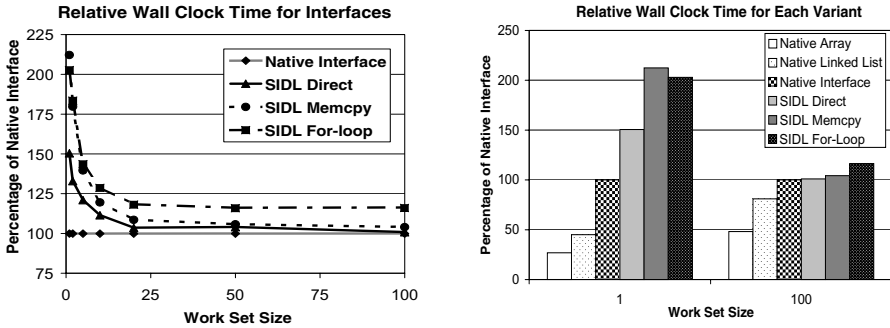 Relative Wall Clock Time for Interfaces
Percentage of Native Interface
225
200
175
150
125
100
75
Native Interface
SIDL Direct
SIDL Memcpy
SIDL For-loop
0
25
50
75
100
Work Set Size
Relative Wall Clock Time for Each Variant
Percentage of Native Interface
250
200
150
100
50
0
Native Array
Native Linked List
Native Interface
SIDL Direct
SIDL Memcpy
SIDL For-Loop
1
100
Work Set Size